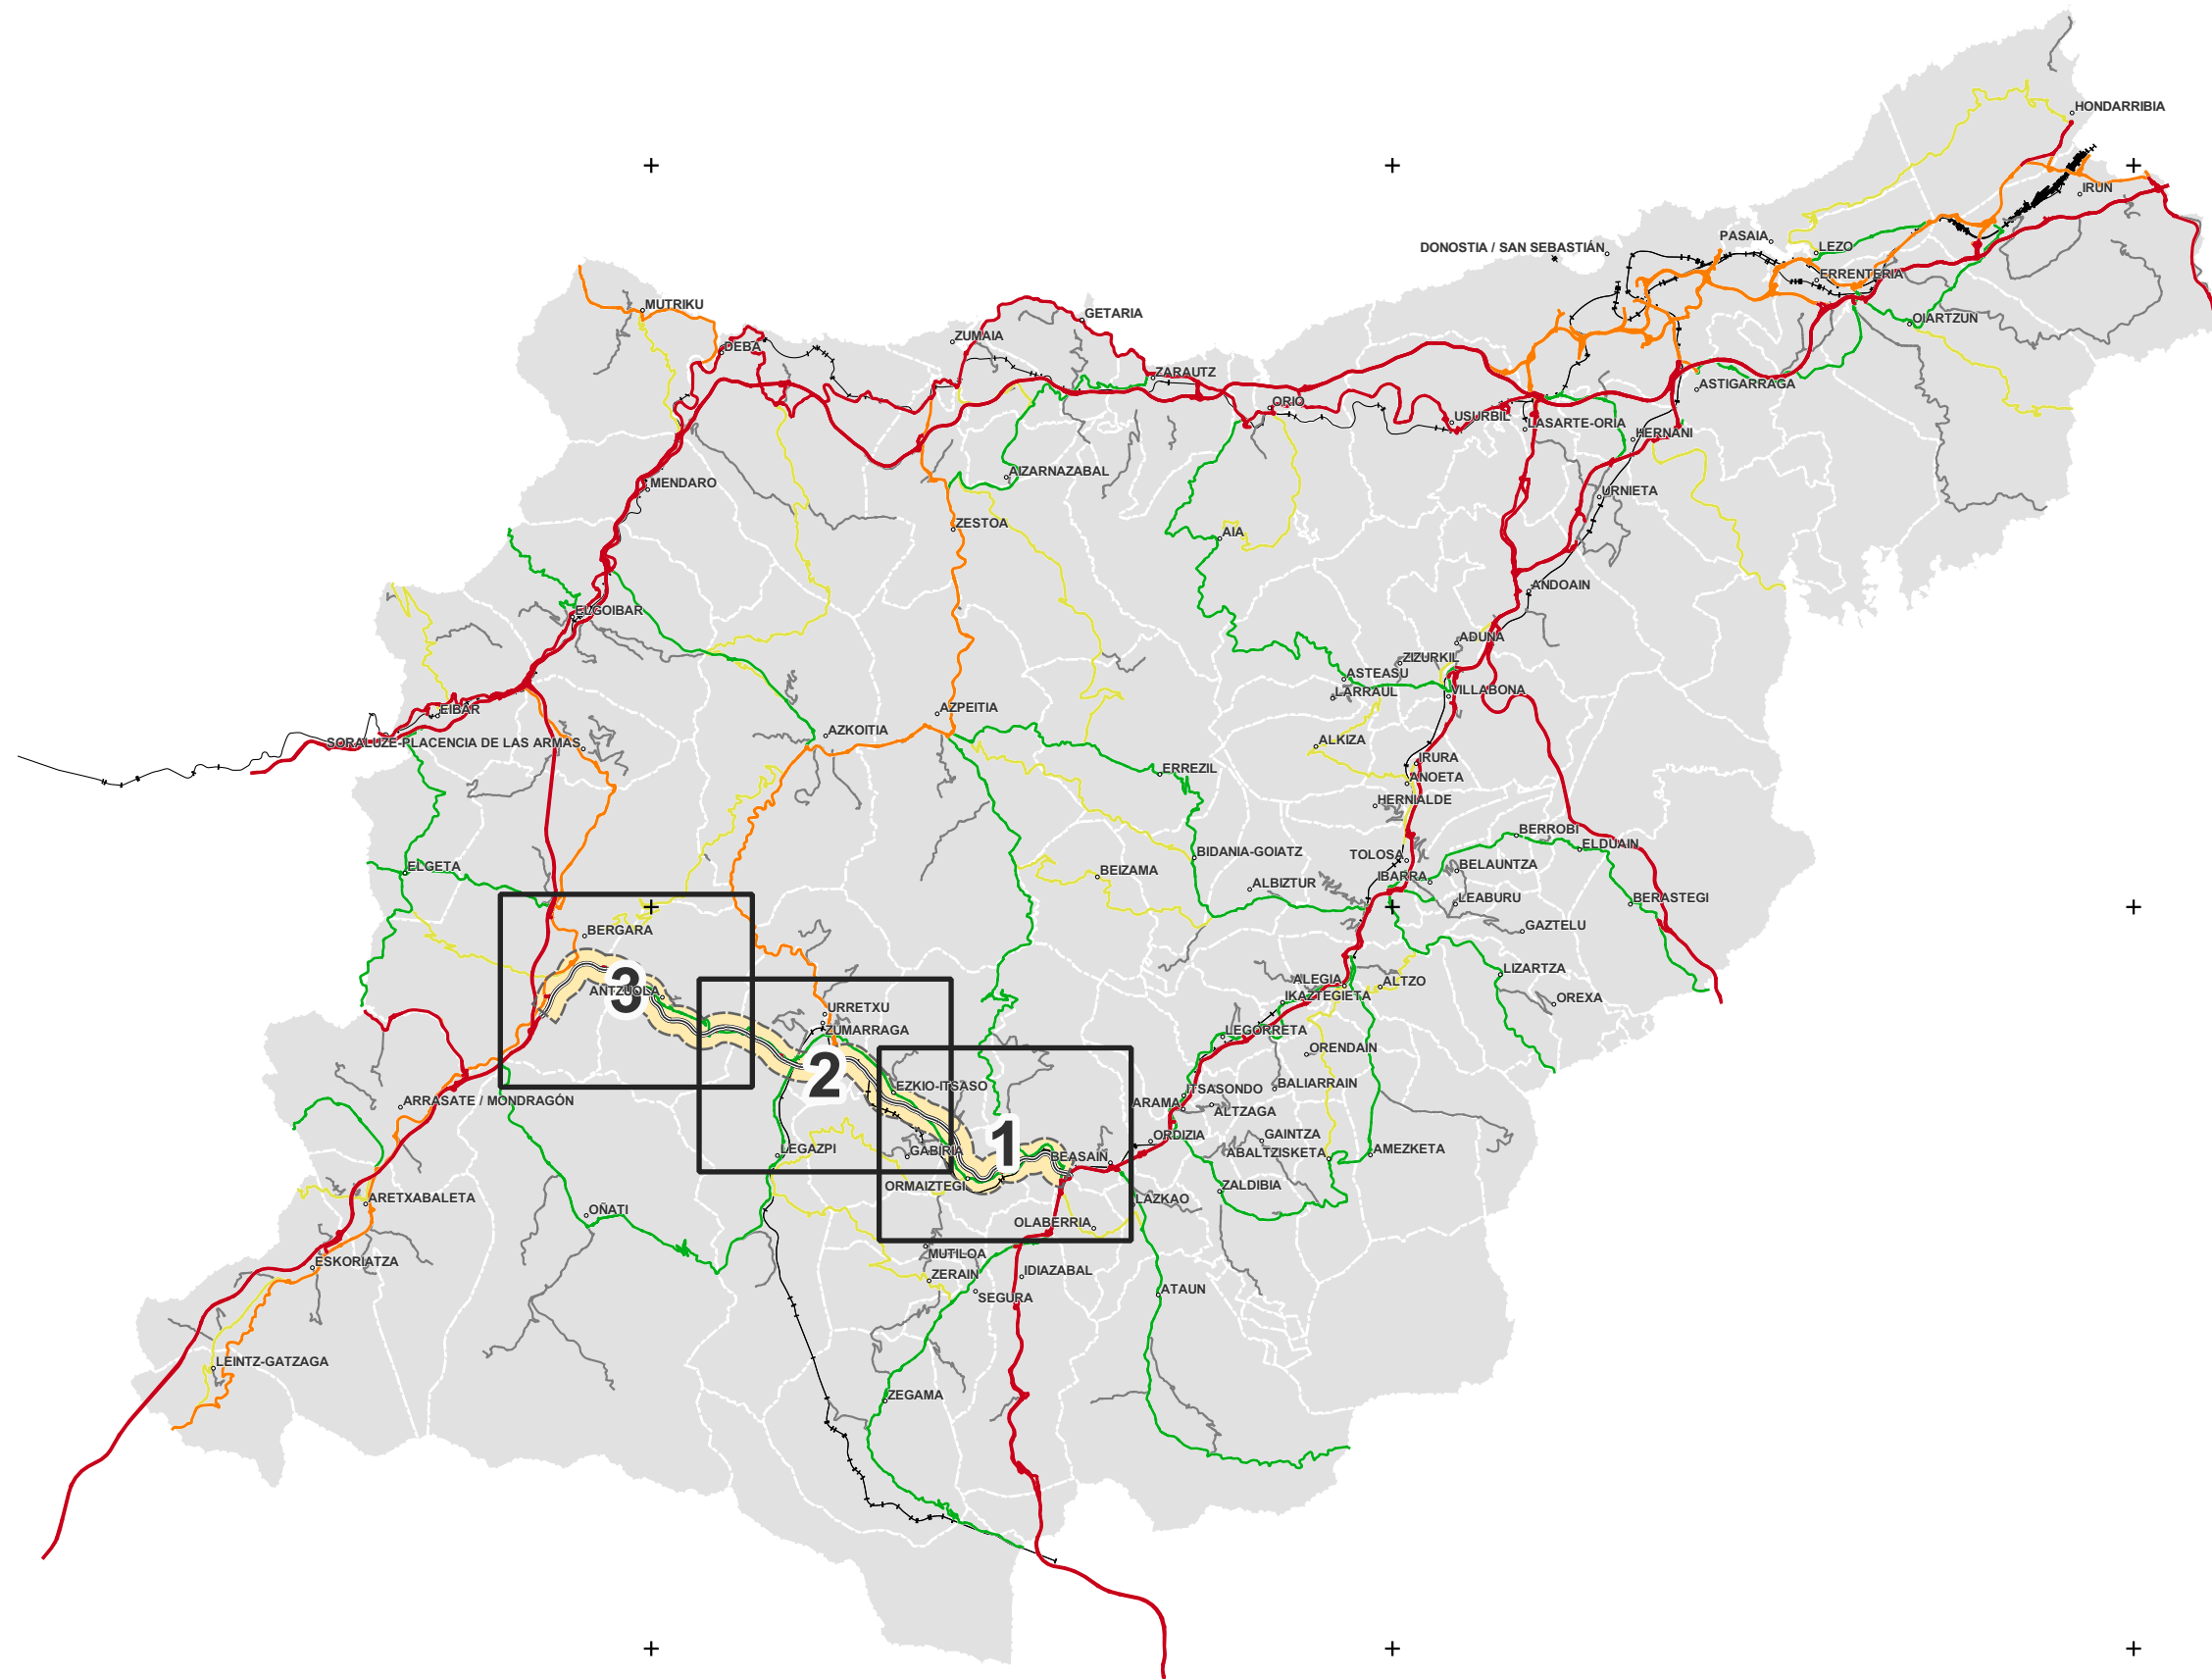 HONDARRIBIA
IRUN
PASAIA
DONOSTIA / SAN SEBASTIÁN
LEZO
ERRENTERIA
MUTRIKU
GETARIA
OIARTZUN
ZUMAIA
DEBA
ZARAUTZ
ASTIGARRAGA
ORIO
USURBIL
LASARTE-ORIA
HERNANI
AIZARNAZABAL
MENDARO
URNIETA
ZESTOA
AIA
ANDOAIN
ELGOIBAR
ADUNA
ZIZURKIL
ASTEASU
LARRAUL
VILLABONA
EIBAR
AZPEITIA
AZKOITIA
SORALUZE-PLACENCIA DE LAS ARMAS
ALKIZA
IRURA
ERREZIL
ANOETA
HERNIALDE
BERROBI
ELDUAIN
BIDANIA-GOIATZ
TOLOSA
BELAUNTZA
ELGETA
BEIZAMA
IBARRA
ALBIZTUR
LEABURU
BERASTEGI
GAZTELU
BERGARA
LIZARTZA
ALEGIA
ALTZO
3
ANTZUOLA
IKAZTEGIETA
OREXA
URRETXU
ZUMARRAGA
LEGORRETA
ORENDAIN
2
EZKIO-ITSASO
ITSASONDO
BALIARRAIN
ARRASATE / MONDRAGÓN
ARAMA
ALTZAGA
1
ORDIZIA
GAINTZA
LEGAZPI
GABIRIA
BEASAIN
ABALTZISKETA
AMEZKETA
ORMAIZTEGI
ZALDIBIA
ARETXABALETA
LAZKAO
OÑATI
OLABERRIA
MUTILOA
ESKORIATZA
ZERAIN
IDIAZABAL
ATAUN
SEGURA
LEINTZ-GATZAGA
ZEGAMA